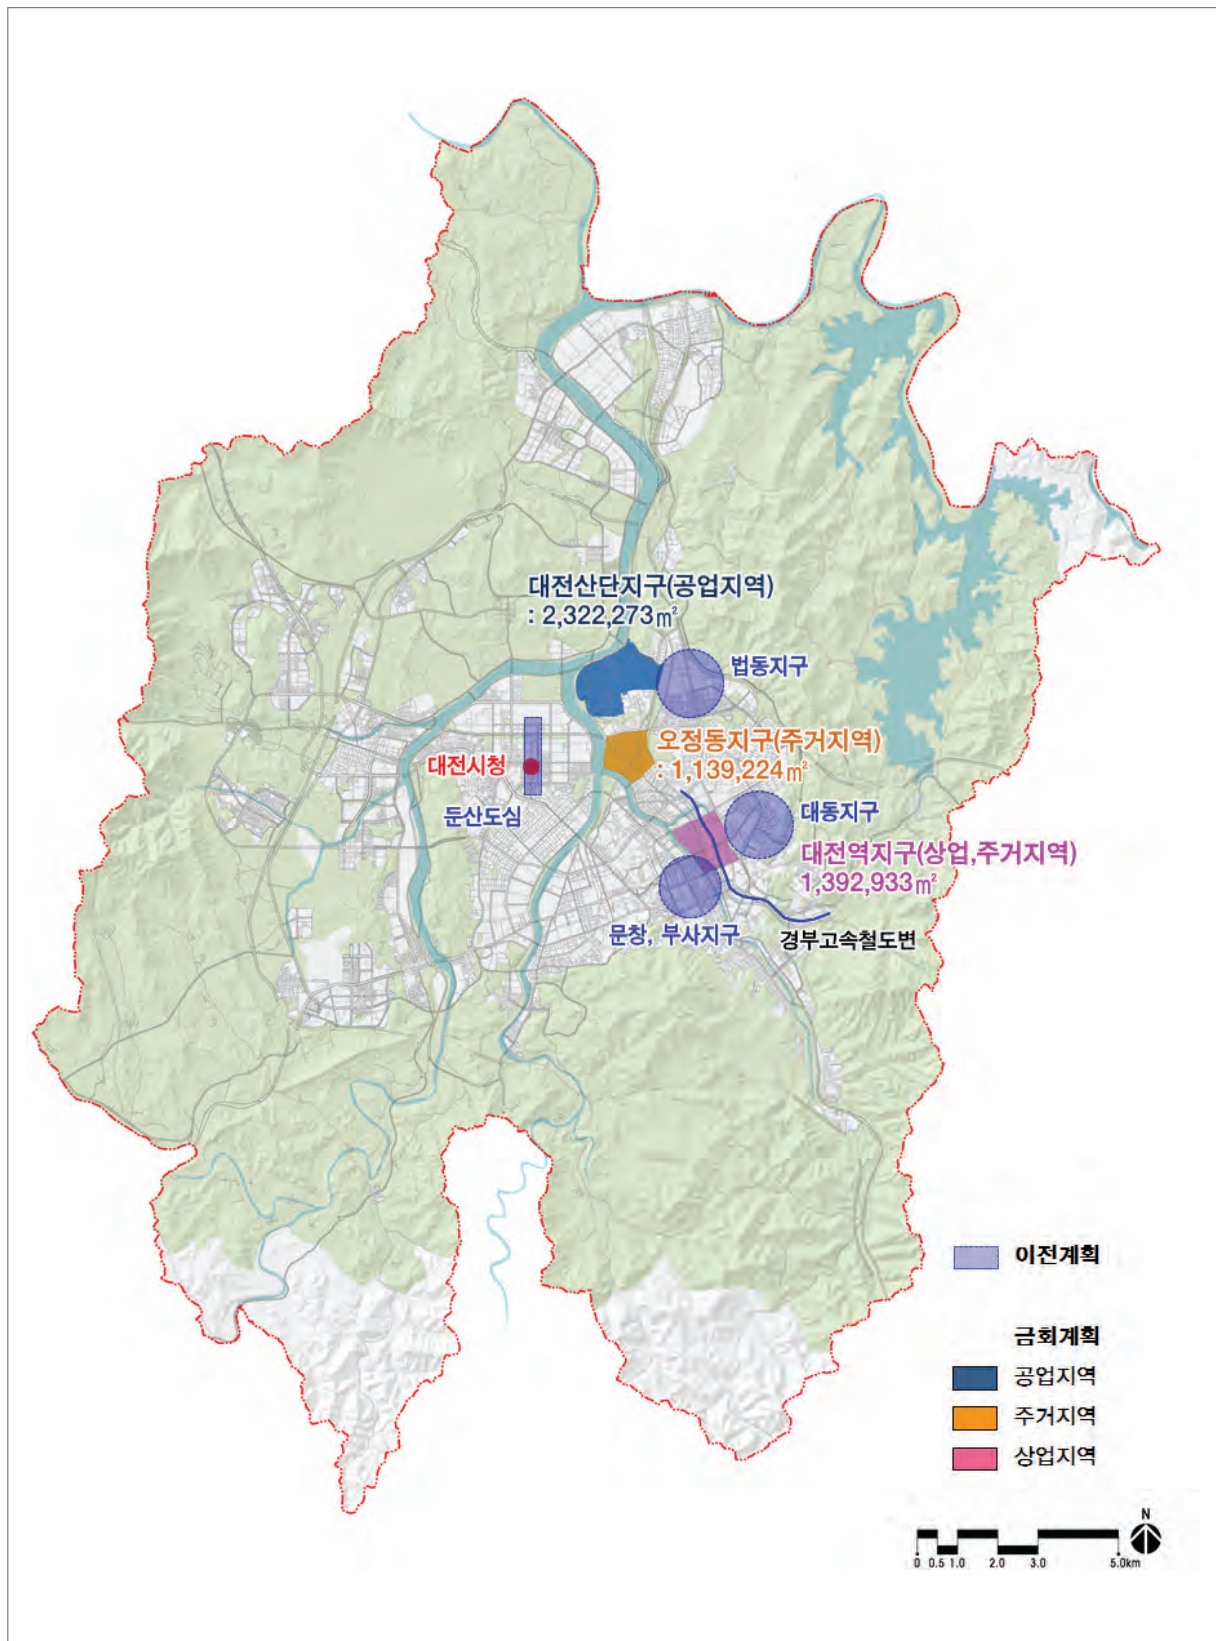 대전산단지구(공업지역)
: 2,322,273㎡
법동지구
오정동지구(주거지역)
: 1,139,224㎡
대전시청
둔산도심
대동지구
대전역지구(상업,주거지역)
1,392,933㎡
문창, 부사지구
경부고속철도변
이전계획
금회계획
공업지역
주거지역
상업지역
N
0 0.5 1.0 2.0 3.0 5.0km